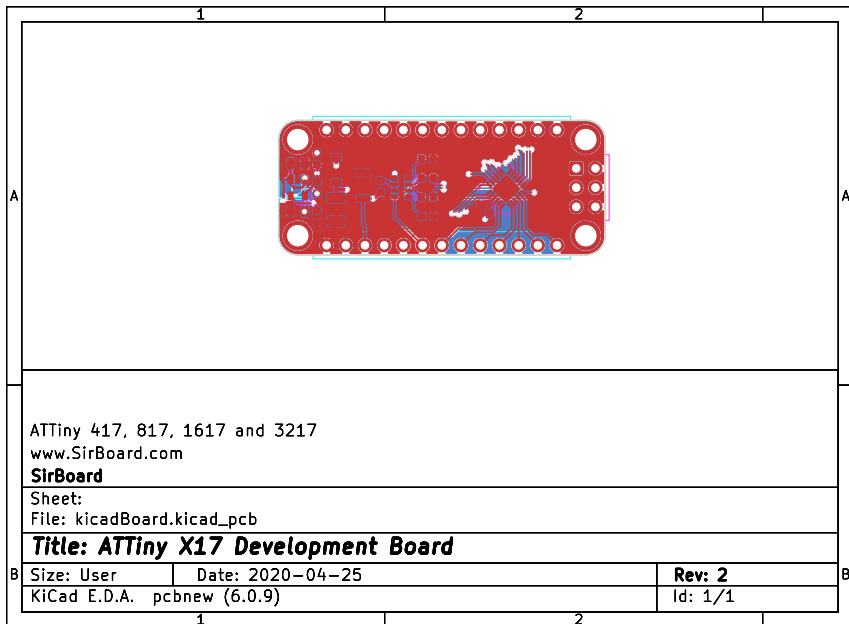 1 2
A A
ATTiny 417, 817, 1617 and 3217
www.SirBoard.com
SirBoard
Sheet:
File: kicadBoard.kicad_pcb
Title: ATTiny X17 Development Board
B B
Size: User Date: 2020-04-25 Rev: 2
KiCad E.D.A. pcbnew (6.0.9) Id: 1/1
1 2